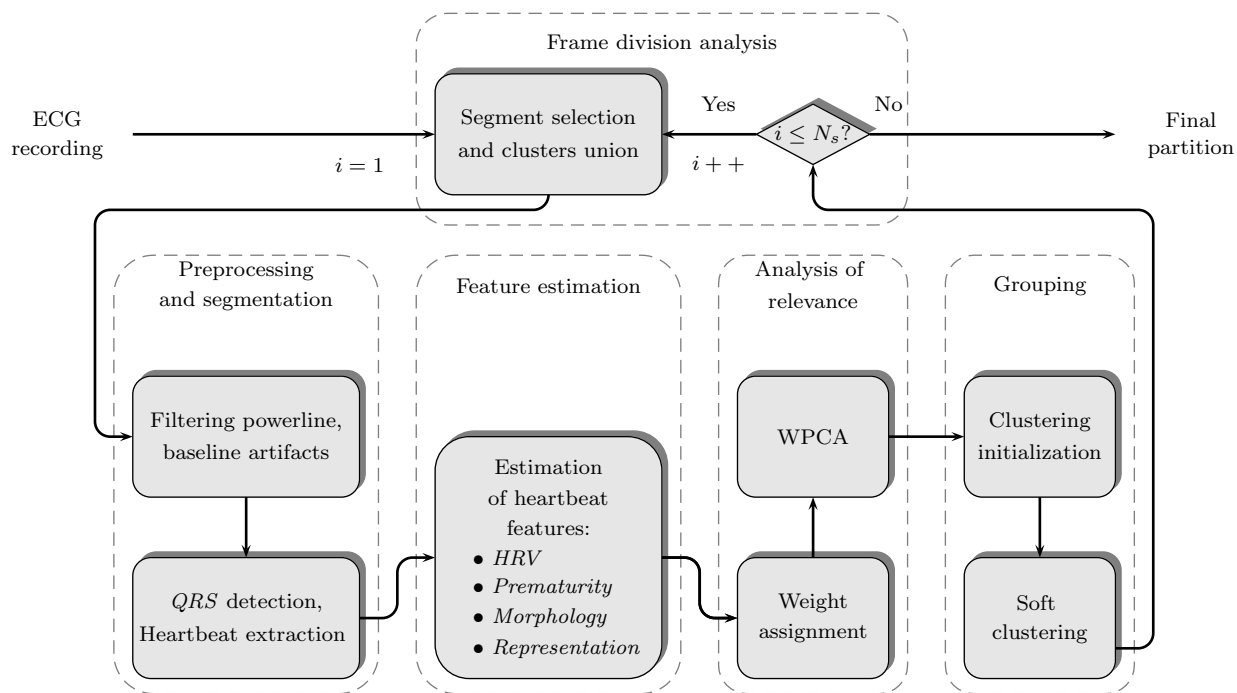 Frame division analysis
ECG
recording
i = 1
Segment selection
and clusters union
Yes
i + +
i ≤ Nₛ?
No
Final
partition
Preprocessing
and segmentation
Filtering powerline,
baseline artifacts
QRS detection,
Heartbeat extraction
Feature estimation
Estimation
of heartbeat
features:
• HRV
• Prematurity
• Morphology
• Representation
Analysis of
relevance
WPCA
Weight
assignment
Grouping
Clustering
initialization
Soft
clustering